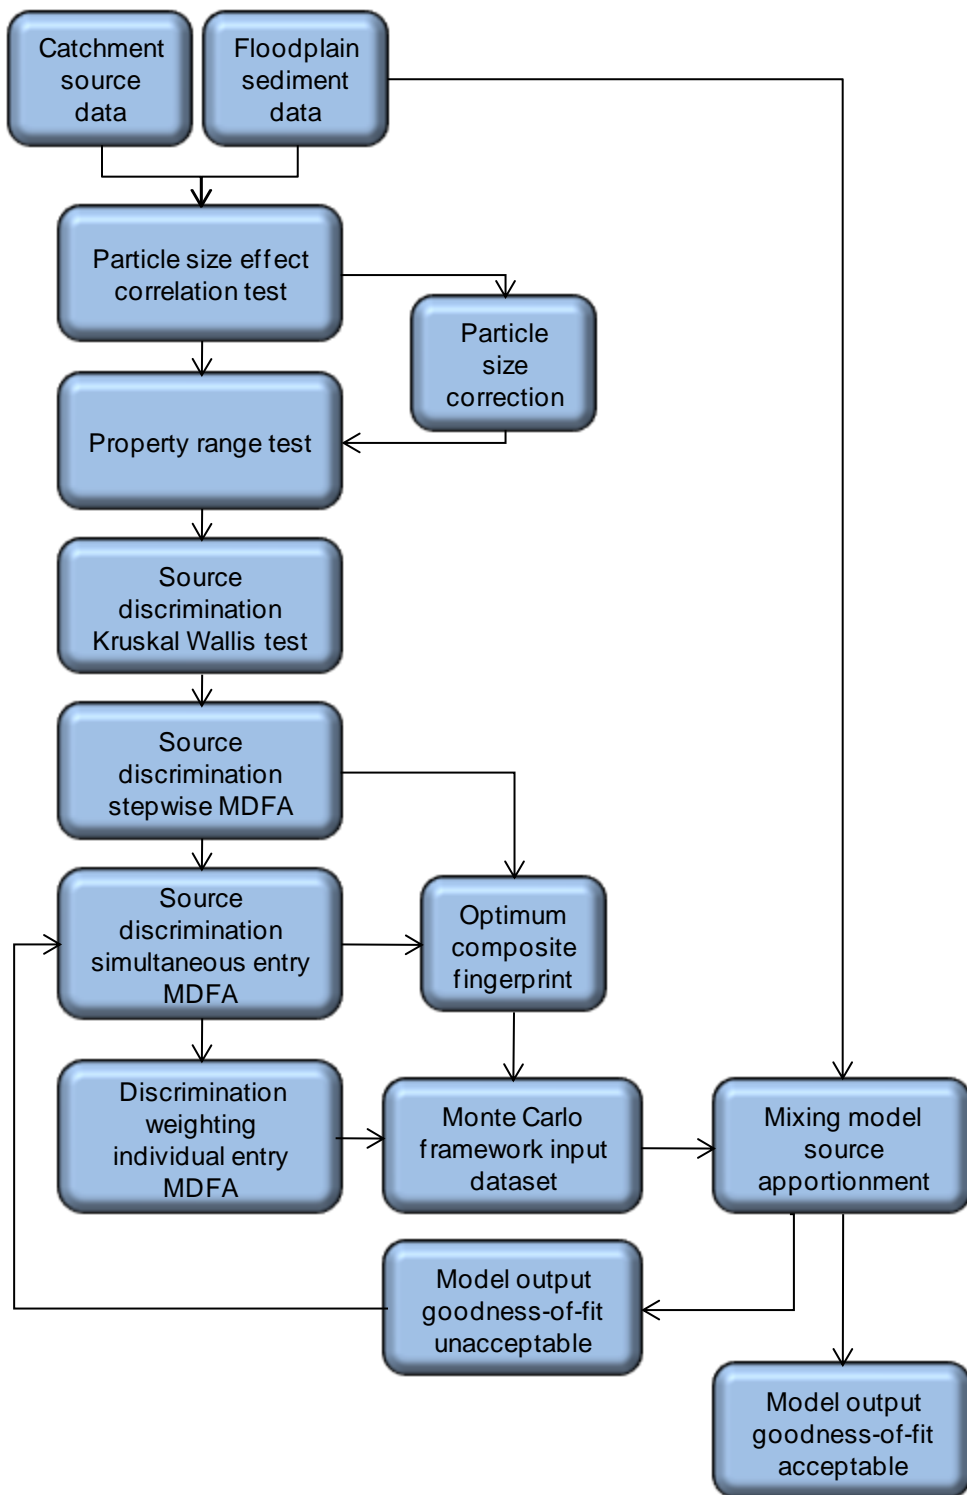 Catchment
source
data
Floodplain
sediment
data
Particle size effect
correlation test
Particle
size
correction
Property range test
Source
discrimination
Kruskal Wallis test
Source
discrimination
stepwise MDFA
Source
discrimination
simultaneous entry
MDFA
Optimum
composite
fingerprint
Discrimination
weighting
individual entry
MDFA
Monte Carlo
framework input
dataset
Mixing model
source
apportionment
Model output
goodness-of-fit
unacceptable
Model output
goodness-of-fit
acceptable